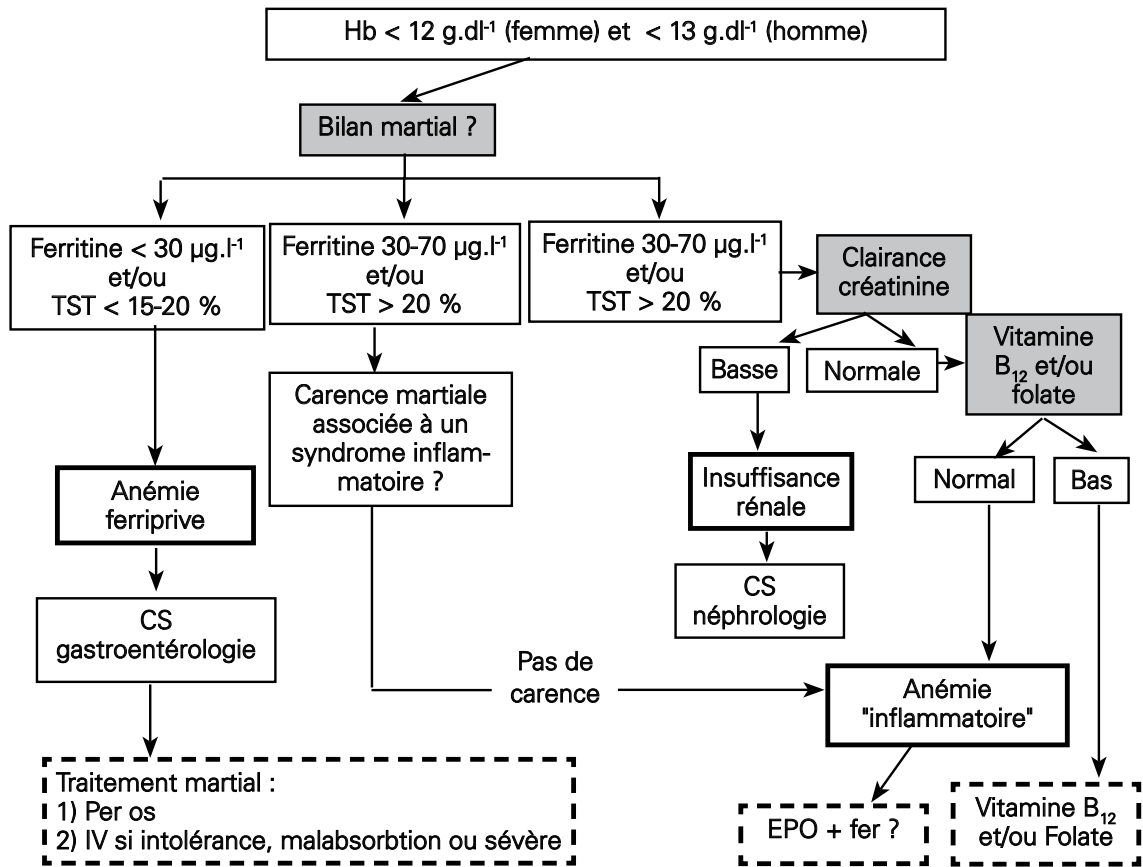 Hb < 12 g.dl⁻¹ (femme) et < 13 g.dl⁻¹ (homme)
Bilan martial ?
Ferritine < 30 µg.l⁻¹
et/ou
TST < 15-20 %
Ferritine 30-70 µg.l⁻¹
et/ou
TST > 20 %
Ferritine 30-70 µg.l⁻¹
et/ou
TST > 20 %
Clairance
créatinine
Basse
Normale
Vitamine
B₁₂ et/ou
folate
Carence martiale
associée à un
syndrome inflam-
matoire ?
Anémie
ferriprive
Insuffisance
rénale
Normal
Bas
CS
gastroentérologie
CS
néphrologie
Pas de
carence
Anémie
"inflammatoire"
Traitement martial :
1) Per os
2) IV si intolérance, malabsorbtion ou sévère
EPO + fer ?
Vitamine B₁₂
et/ou Folate